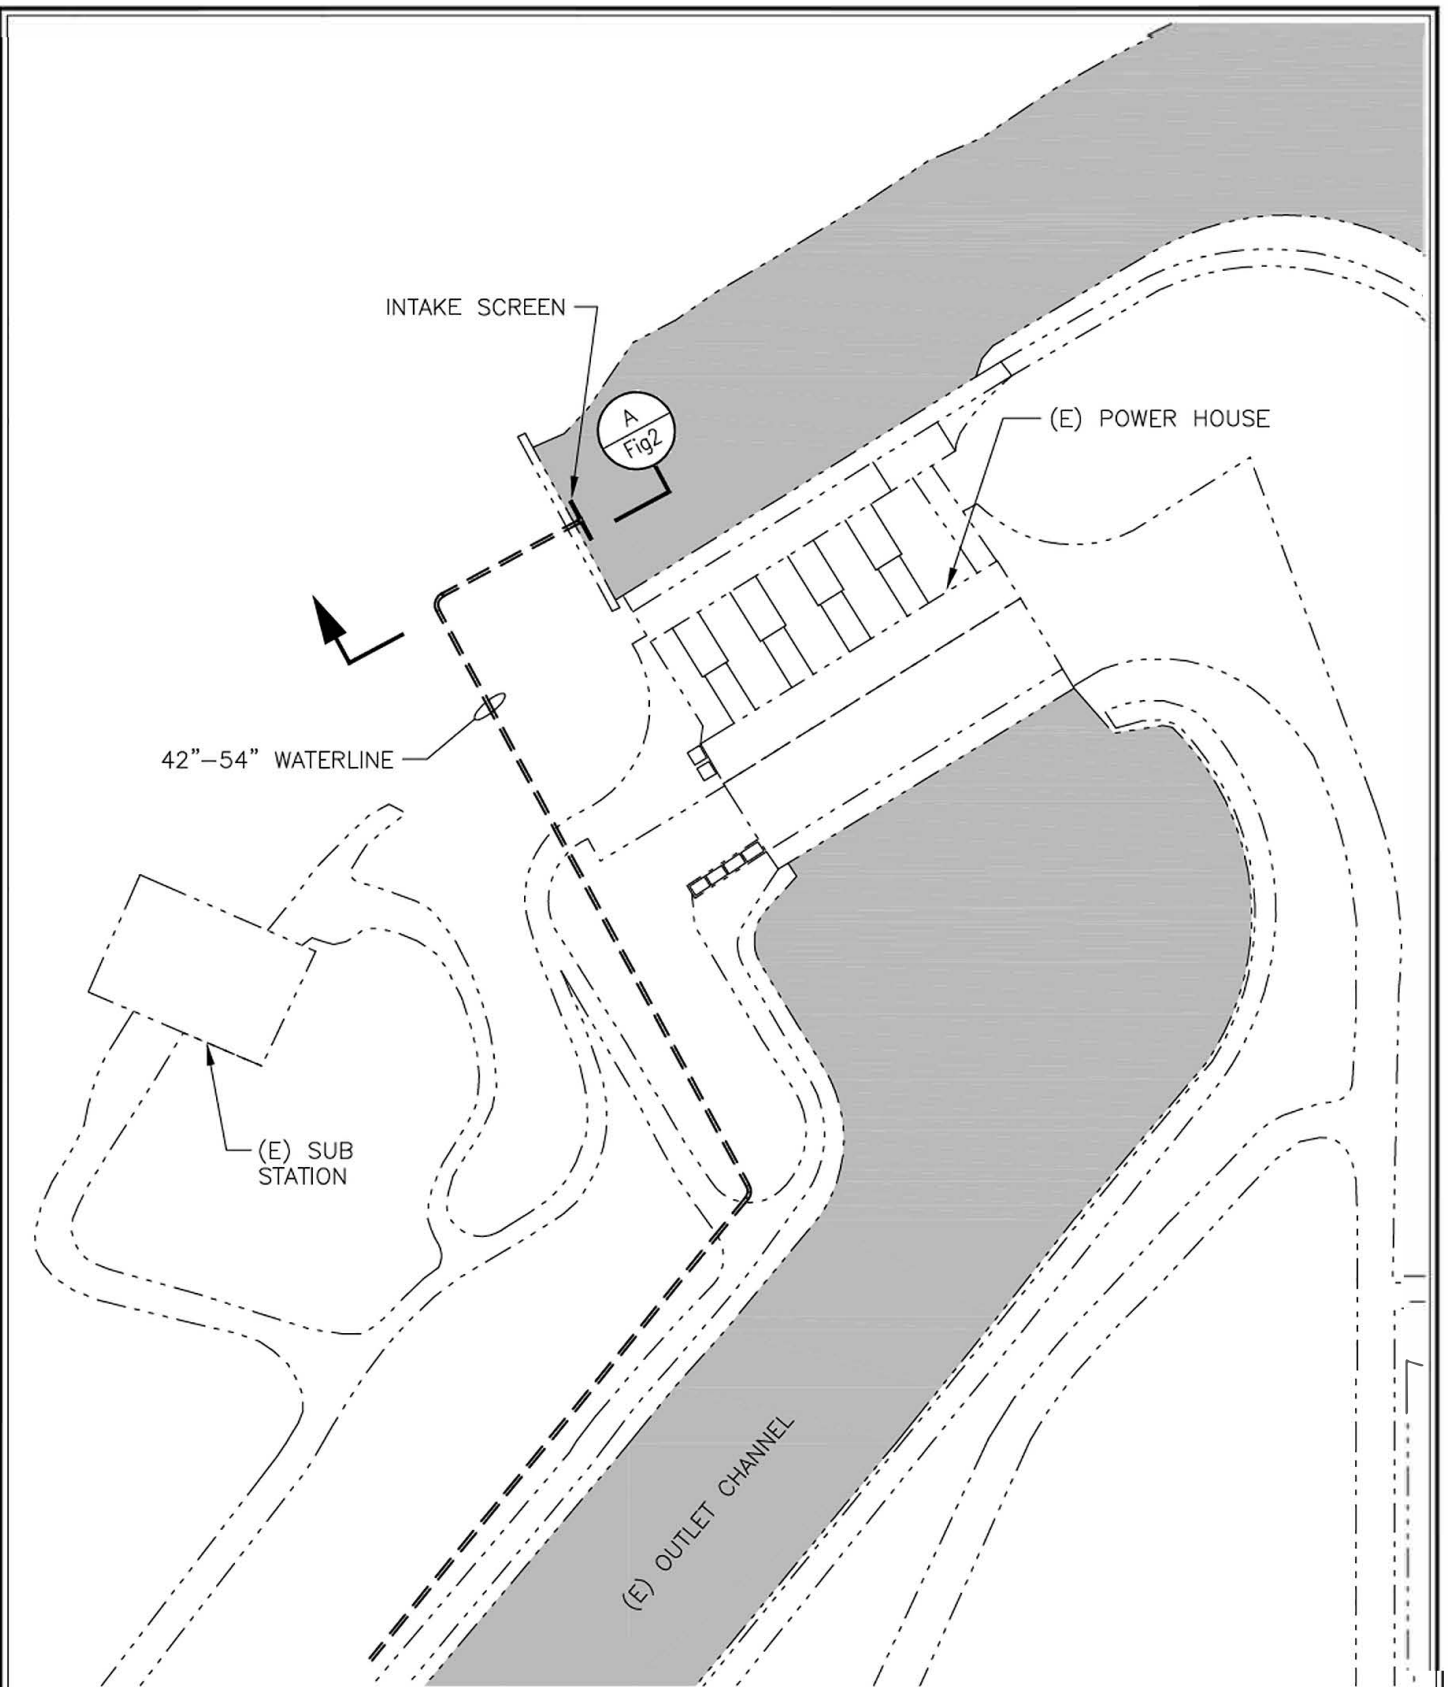 INTAKE SCREEN
A
Fig2
(E) POWER HOUSE
42”-54” WATERLINE
(E) SUB
STATION
(E) OUTLET CHANNEL